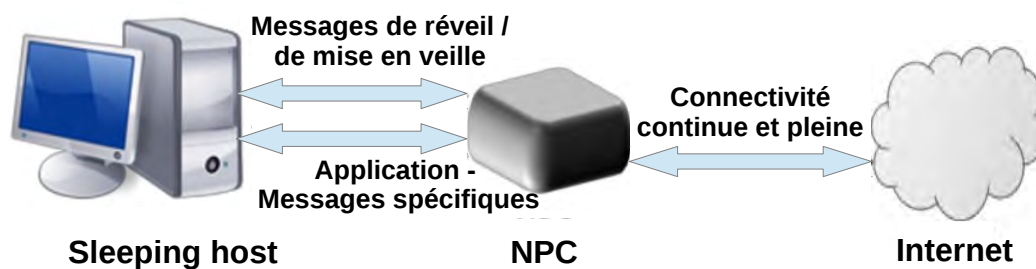 Messages de réveil /
de mise en veille
Connectivité
continue et pleine
Application -
Messages spécifiques
Sleeping host
NPC
Internet